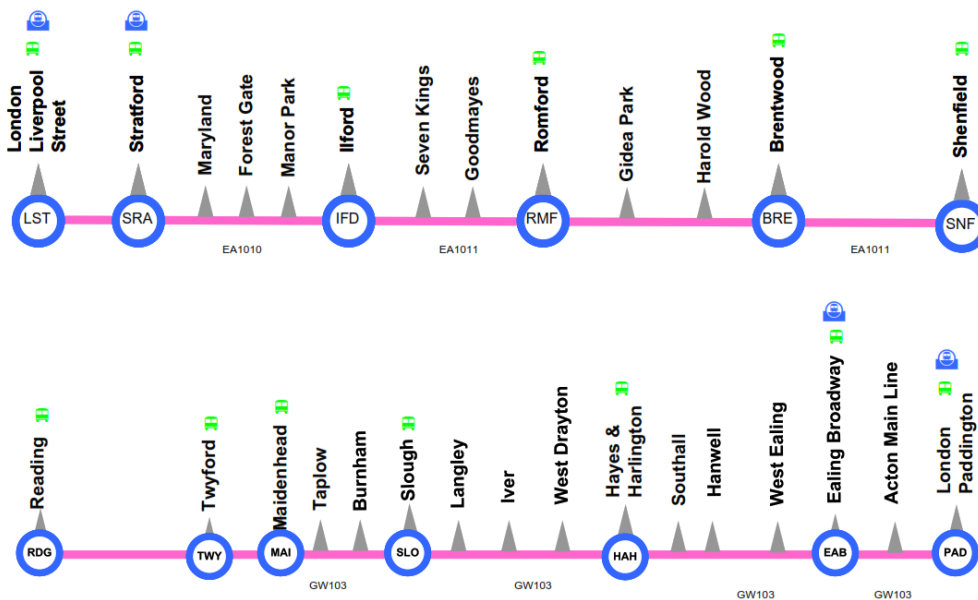 London
Liverpool
Street
Stratford
Maryland
Forest Gate
Manor Park
Ilford
Seven Kings
Goodmayes
Romford
Gidea Park
Harold Wood
Brentwood
Shenfield
LST
SRA
IFD
RMF
BRE
SNF
EA1010
EA1011
EA1011
Reading
Twyford
Maidenhead
Taplow
Burnham
Slough
Langley
Iver
West Drayton
Hayes &
Harlington
Southall
Hanwell
West Ealing
Ealing Broadway
Acton Main Line
London
Paddington
RDG
TWY
MAI
SLO
HAH
EAB
PAD
GW103
GW103
GW103
GW103